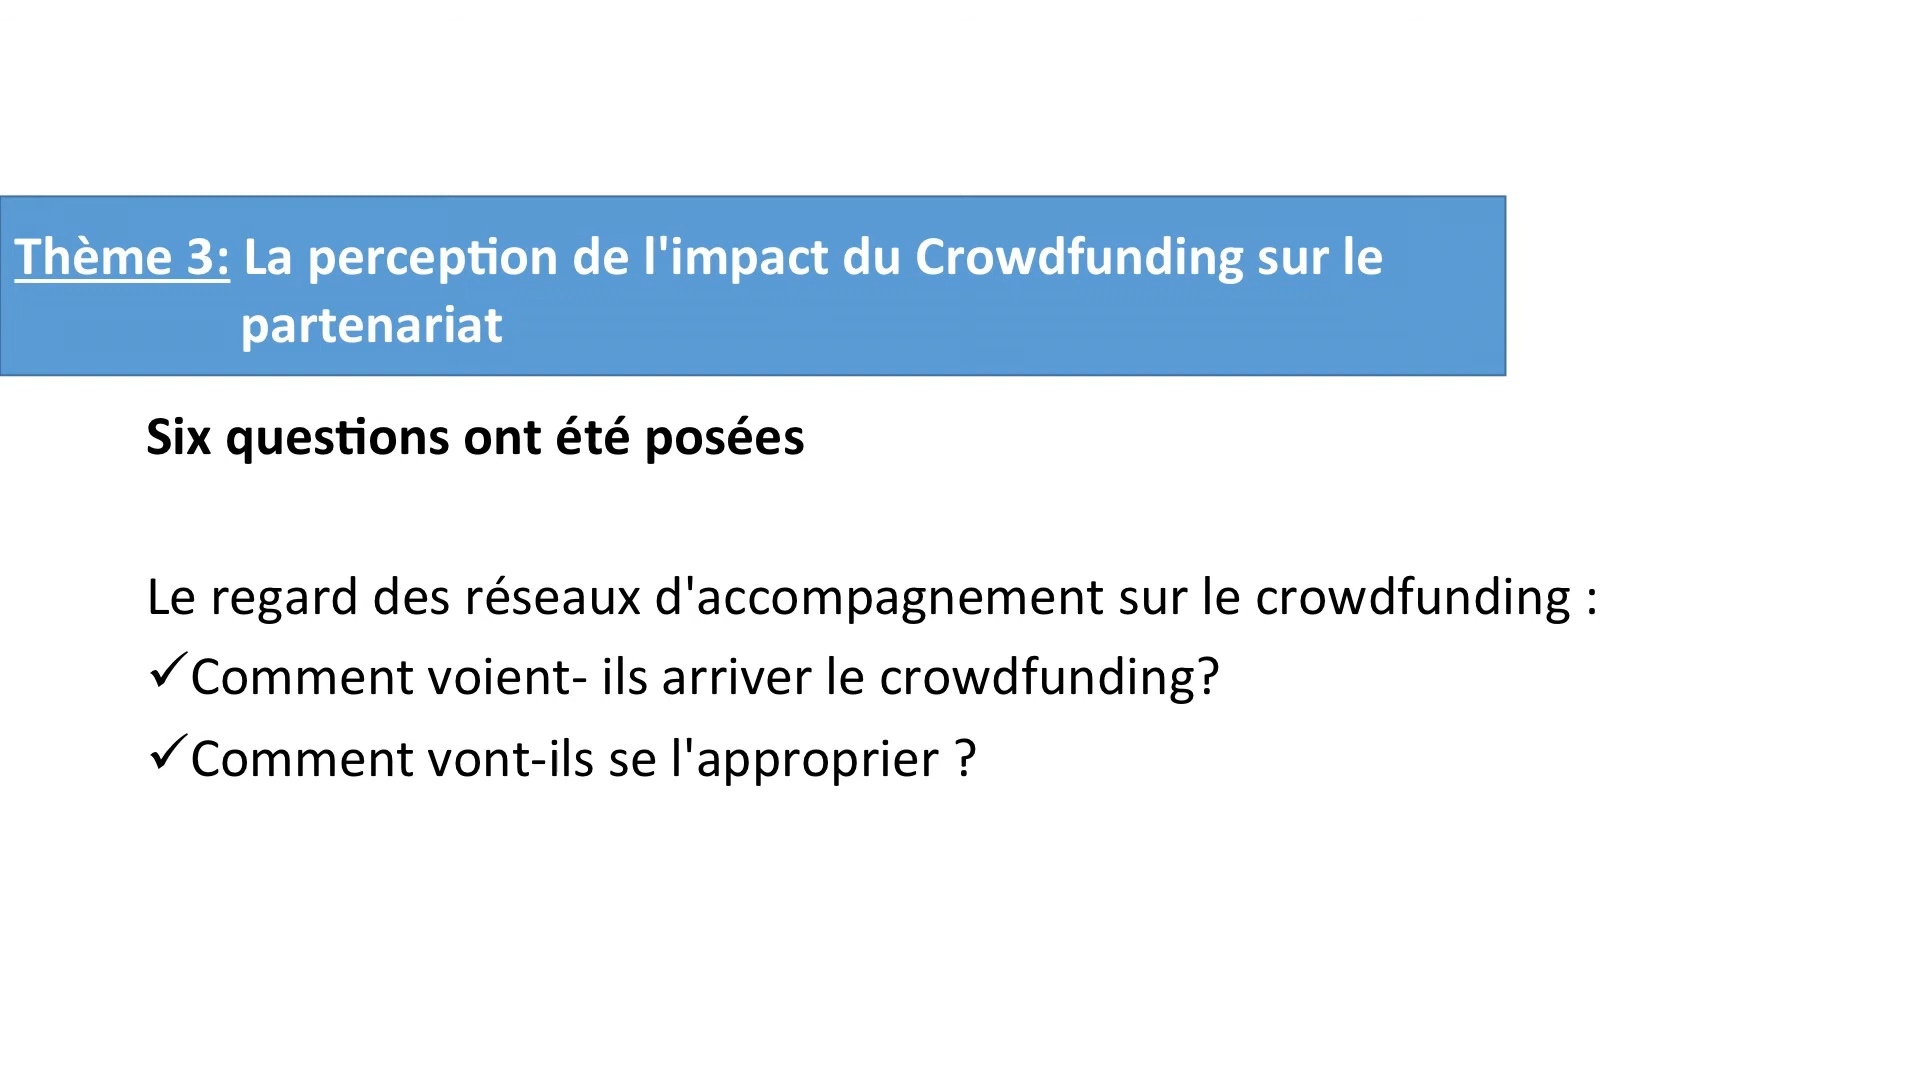 Thème 3: La perception de l'impact du Crowdfunding sur le
partenariat
Six questions ont été posées
Le regard des réseaux d'accompagnement sur le crowdfunding :
✓Comment voient- ils arriver le crowdfunding?
✓Comment vont-ils se l'approprier ?